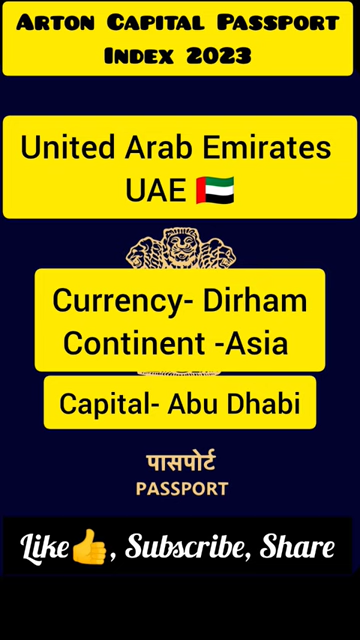 Arton Capital Passport
Index 2023
United Arab Emirates
UAE 🇦🇪
Currency- Dirham
Continent -Asia
Capital- Abu Dhabi
पासपोर्ट
PASSPORT
Like👍, Subscribe, Share